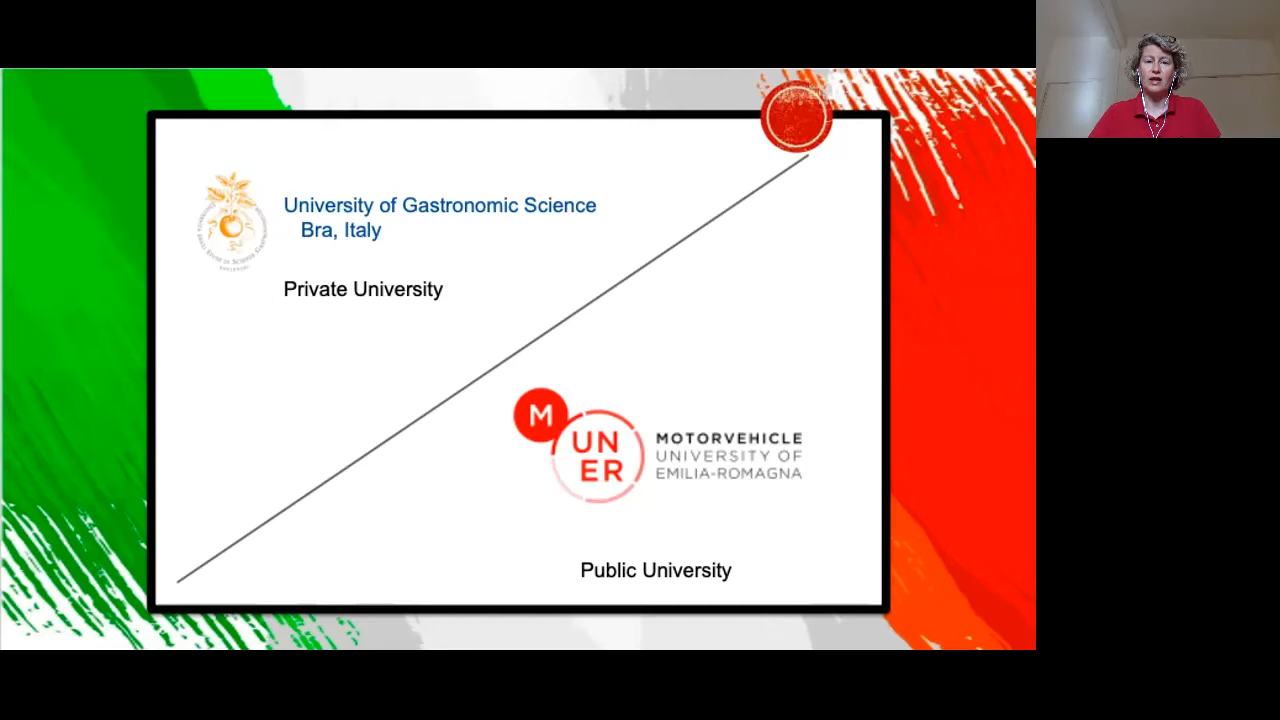 University of Gastronomic Science
Bra, Italy
Private University
M
UN
ER
MOTORVEHICLE
UNIVERSITY OF
EMILIA-ROMAGNA
Public University